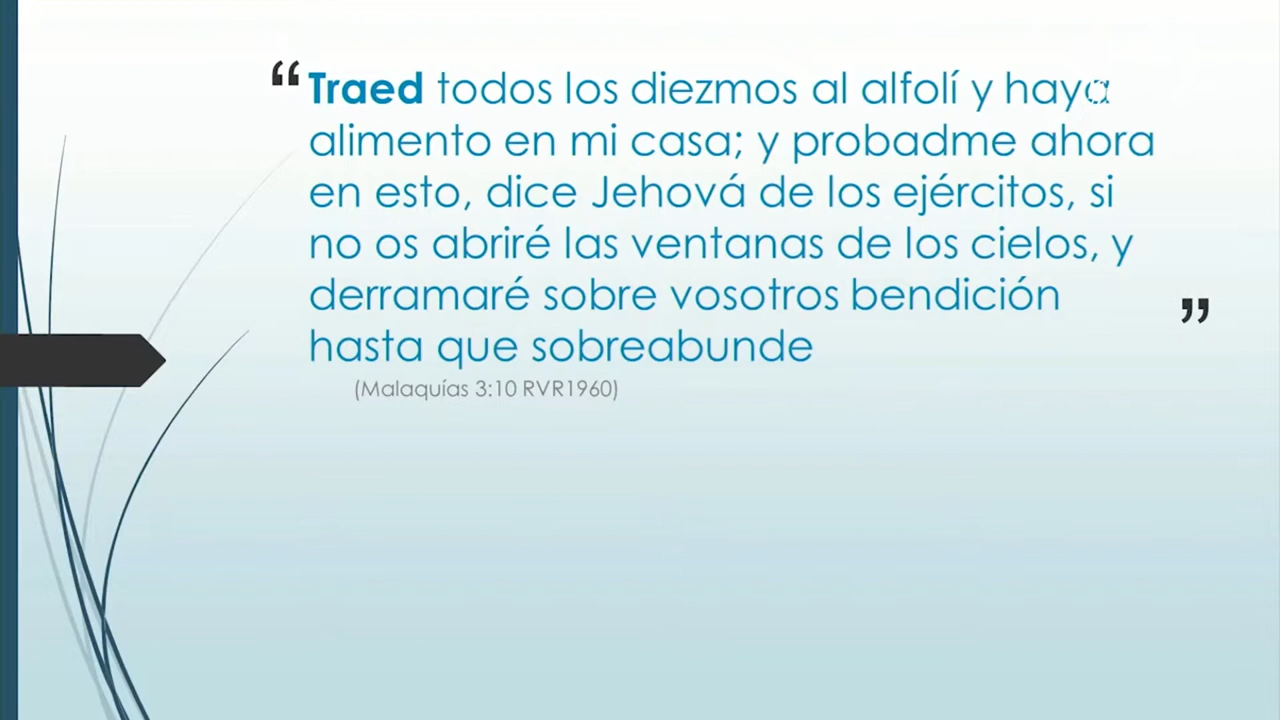 “Traed todos los diezmos al alfolí y haya
alimento en mi casa; y probadme ahora
en esto, dice Jehová de los ejércitos, si
no os abriré las ventanas de los cielos, y
derramaré sobre vosotros bendición
hasta que sobreabunde”
(Malaquías 3:10 RVR1960)